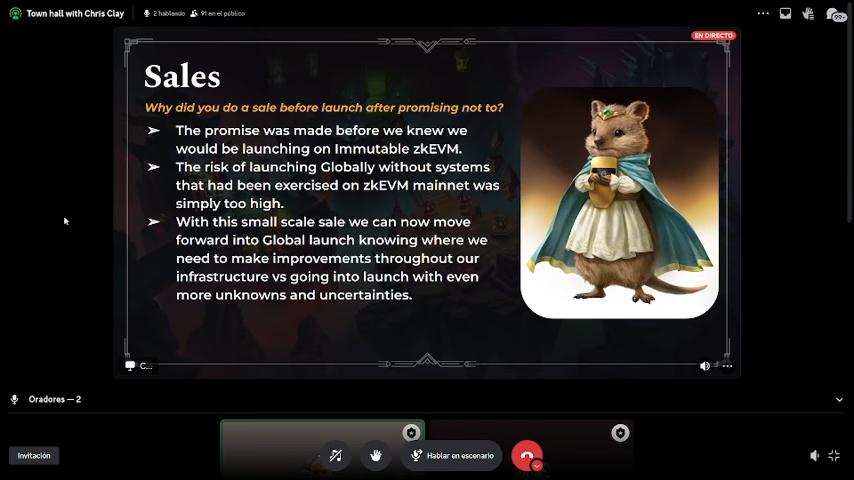 Town hall with Chris Clay
2 hablando
91 en el público
99+
EN DIRECTO
Sales
Why did you do a sale before launch after promising not to?
➤ The promise was made before we knew we
would be launching on Immutable zkEVM.
➤ The risk of launching Globally without systems
that had been exercised on zkEVM mainnet was
simply too high.
➤ With this small scale sale we can now move
forward into Global launch knowing where we
need to make improvements throughout our
infrastructure vs going into launch with even
more unknowns and uncertainties.
C...
Oradores — 2
Invitación
Hablar en escenario